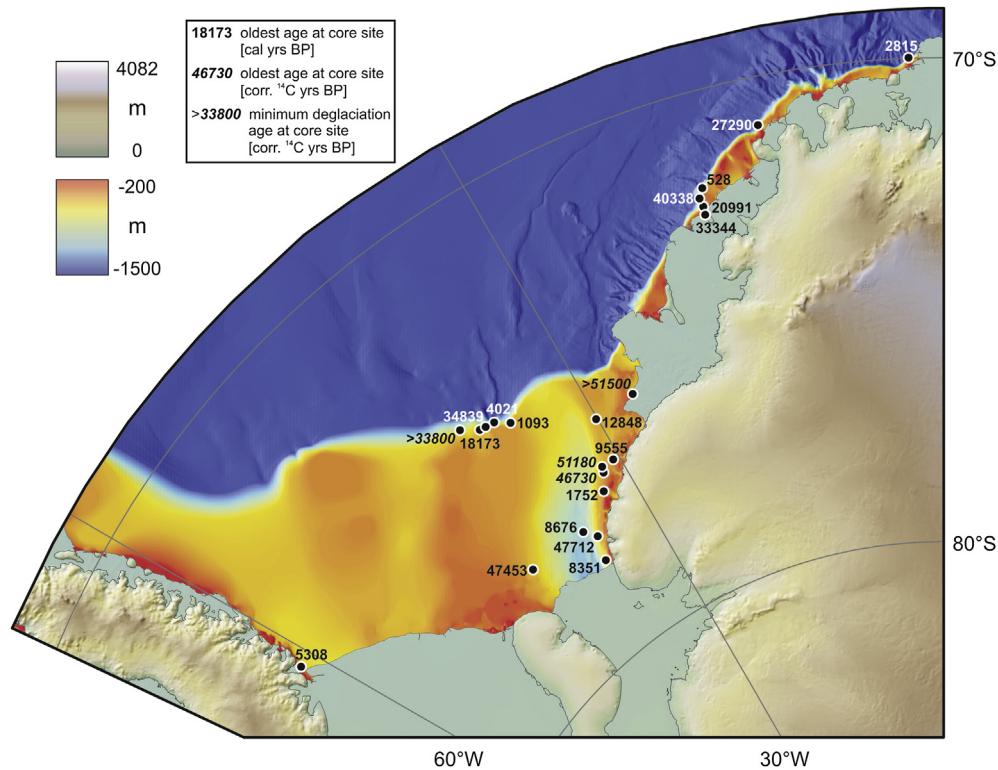 4082
m
0
-200
m
-1500
18173 oldest age at core site
[cal yrs BP]
46730 oldest age at core site
[corr. ¹⁴C yrs BP]
>33800 minimum deglaciation
age at core site
[corr. ¹⁴C yrs BP]
2815
70°S
27290
528
40338
20991
33344
>51500
4021
34839
1093
12848
>33800
18173
9555
51180
46730
1752
8676
47712
80°S
8351
47453
5308
60°W
30°W